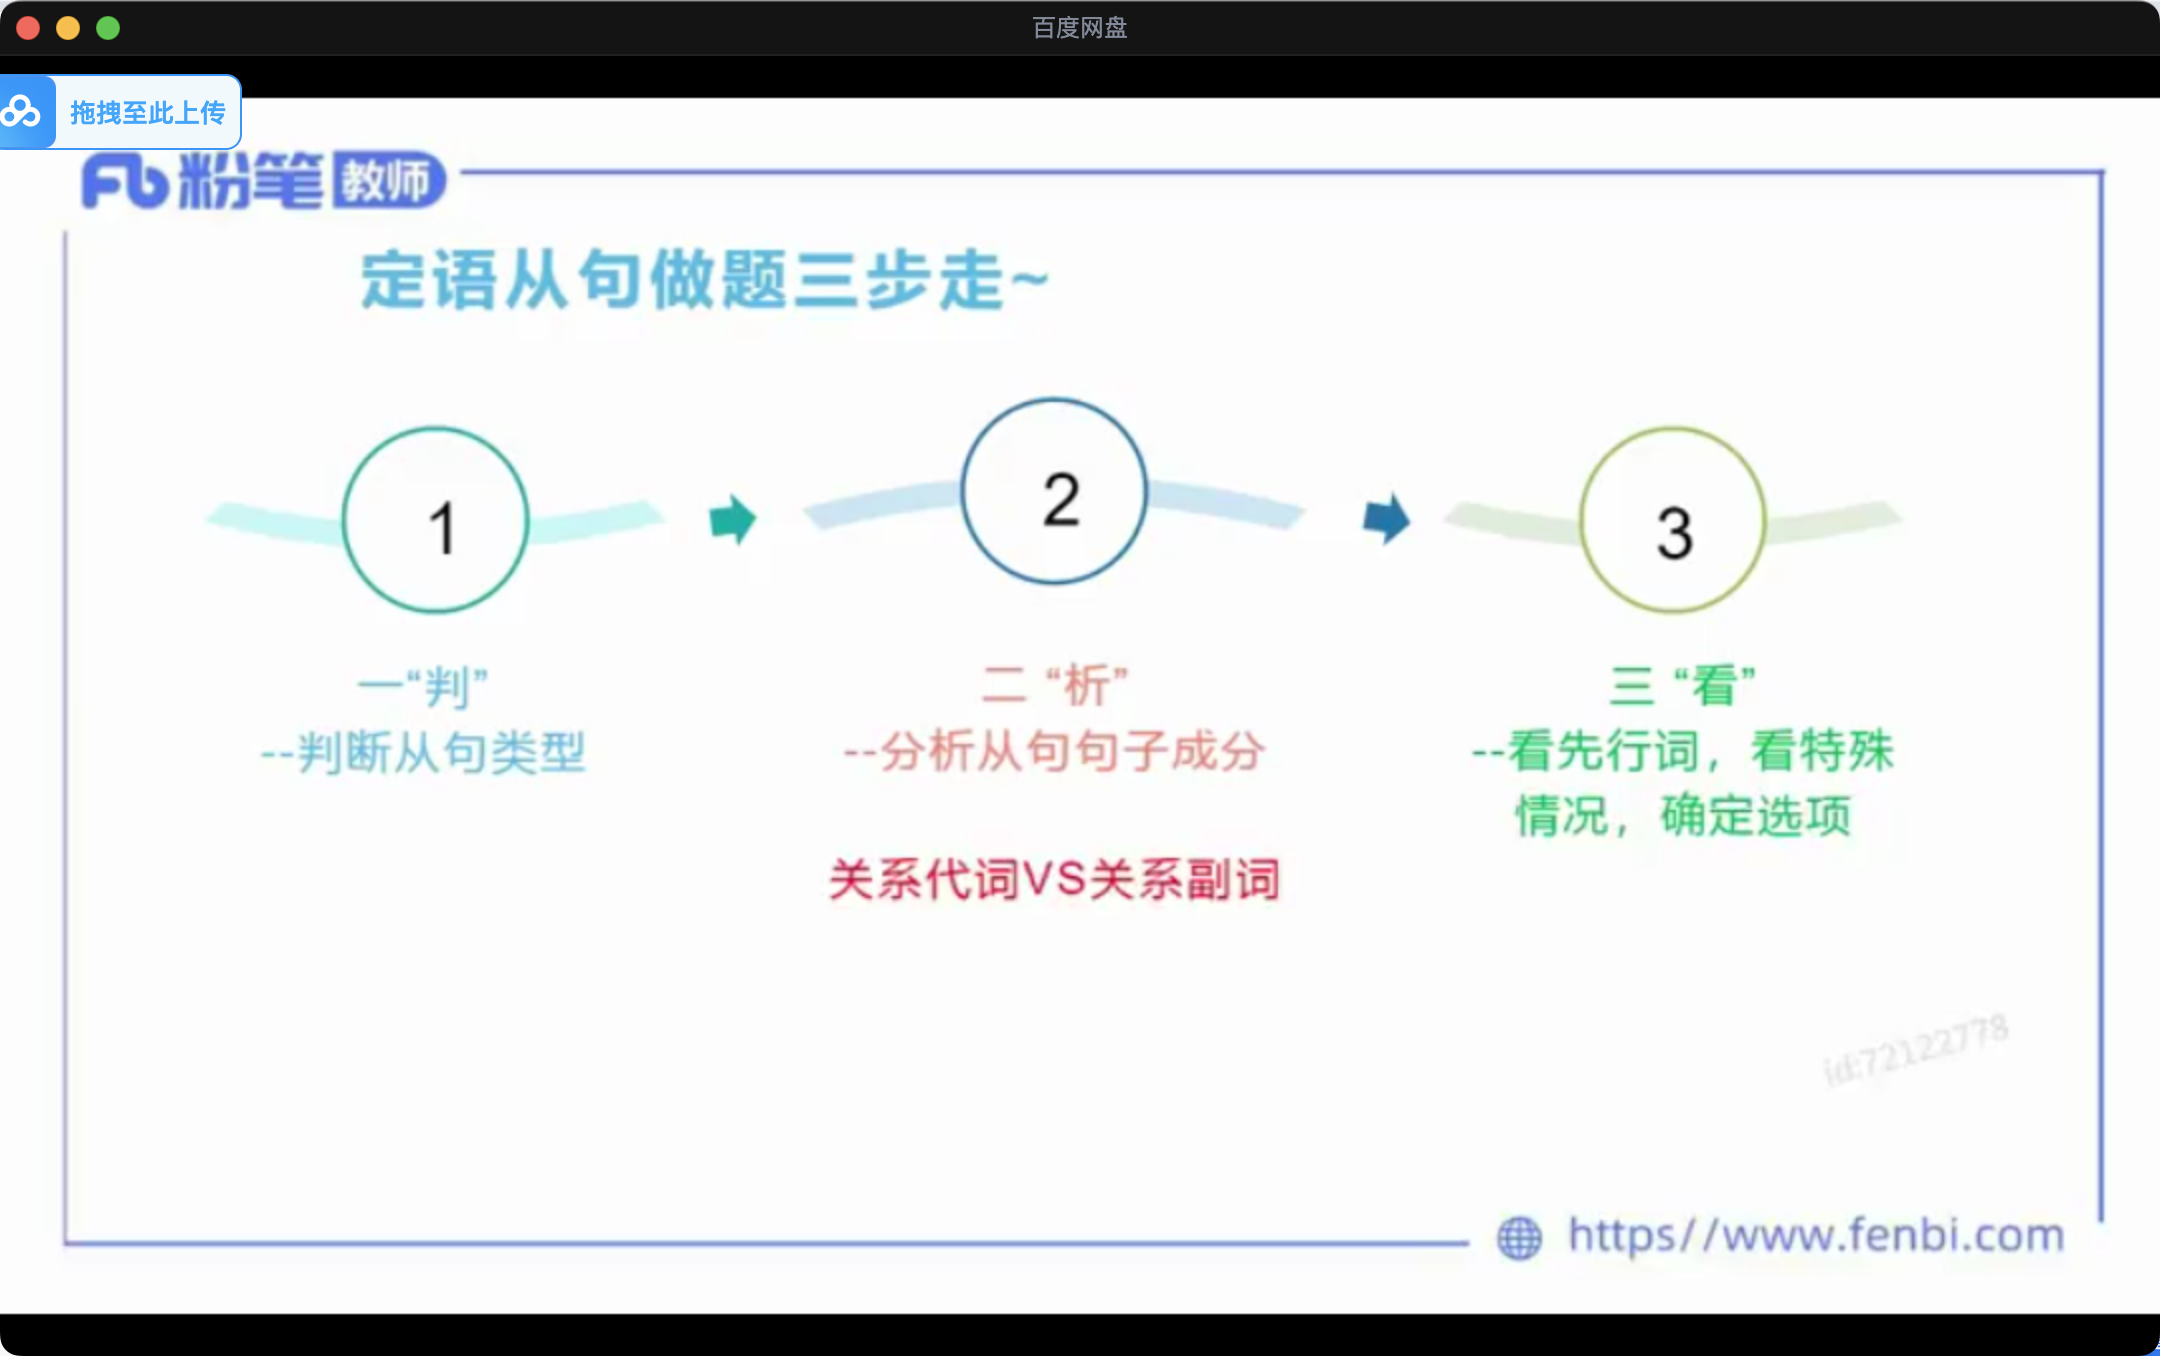 百度网盘
拖拽至此上传
粉笔教师
定语从句做题三步走~
1
2
3
一“判”
--判断从句类型
二 “析”
--分析从句句子成分
关系代词VS关系副词
三 “看”
--看先行词，看特殊
情况，确定选项
id:72122778
https//www.fenbi.com